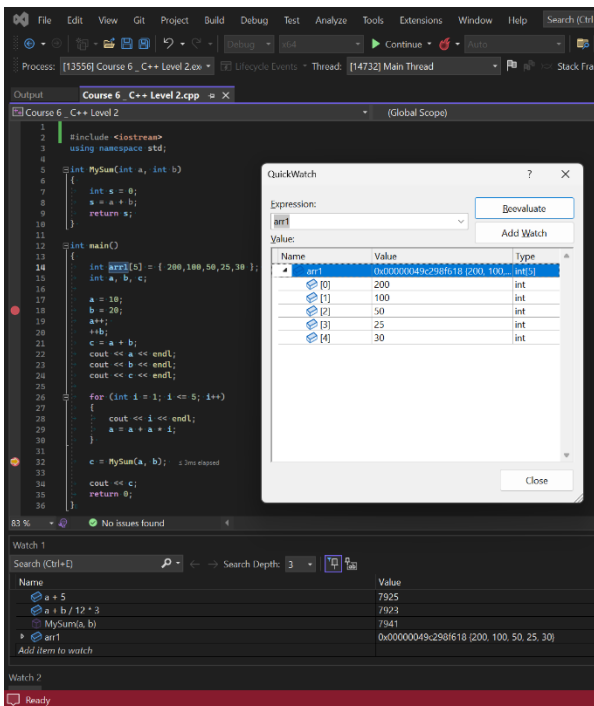 File Edit View Git Project Build Debug Test Analyze Tools Extensions Window Help Search (Ctrl
Debug x64 Continue Auto
Process: [13556] Course 6 _ C++ Level 2.ex Lifecycle Events Thread: [14732] Main Thread Stack Fra
Output Course 6 _ C++ Level 2.cpp
Course 6 _ C++ Level 2 (Global Scope)
1
2 #include <iostream>
3 using namespace std;
4
5 int MySum(int a, int b)
6 {
7 int s = 0;
8 s = a + b;
9 return s;
10 }
11
12 int main()
13 {
14 int arr1[5] = { 200,100,50,25,30 };
15 int a, b, c;
16
17 a = 10;
18 b = 20;
19 a++;
20 ++b;
21 c = a + b;
22 cout << a << endl;
23 cout << b << endl;
24 cout << c << endl;
25
26 for (int i = 1; i <= 5; i++)
27 {
28 cout << i << endl;
29 a = a + a * i;
30 }
31
32 c = MySum(a, b); ≤ 3ms elapsed
33
34 cout << c;
35 return 0;
36 }
QuickWatch ?
Expression:
Reevaluate
arr1
Add Watch
Value:
Name Value Type
arr1 0x00000049c298f618 {200, 100,... int[5]
[0] 200 int
[1] 100 int
[2] 50 int
[3] 25 int
[4] 30 int
Close
83 % No issues found
Watch 1
Search (Ctrl+E) Search Depth: 3
Name Value
a + 5 7925
a + b / 12 * 3 7923
MySum(a, b) 7941
arr1 0x00000049c298f618 {200, 100, 50, 25, 30}
Add item to watch
Watch 2
Ready